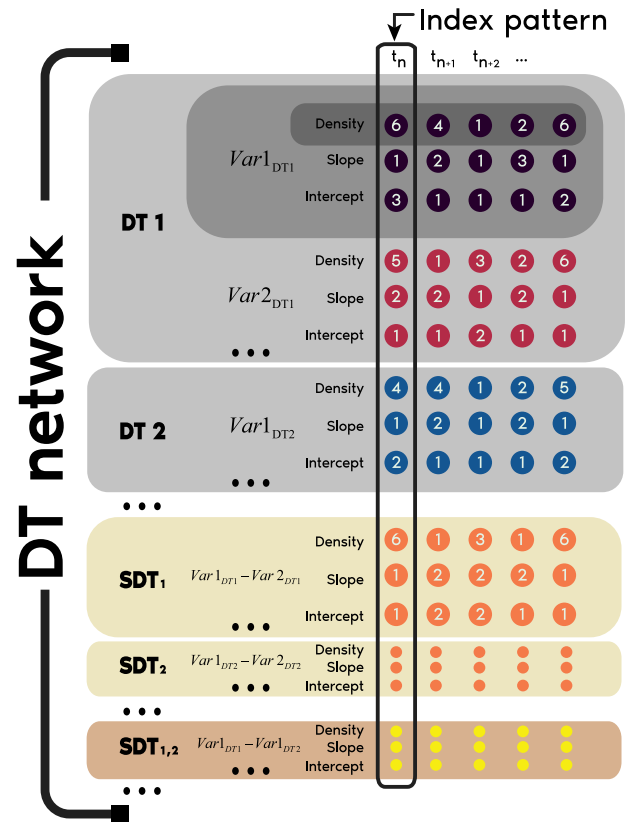 Index pattern
tn tn+1 tn+2 ...
DT network
DT 1
Var1DT1
Density 6 4 1 2 6
Slope 1 2 1 3 1
Intercept 3 1 1 1 2
Var2DT1
Density 5 1 3 2 6
Slope 2 2 1 2 1
Intercept 1 1 2 1 1
...
DT 2
Var1DT2
Density 4 4 1 2 5
Slope 1 2 1 2 1
Intercept 2 1 1 1 2
...
...
SDT1
Var1DT1 – Var2DT1
Density 6 1 3 1 6
Slope 1 2 2 2 1
Intercept 1 2 2 1 1
...
SDT2
Var1DT2 – Var2DT2
Density
Slope
Intercept
...
...
SDT1,2
Var1DT1 – Var1DT2
Density
Slope
Intercept
...
...